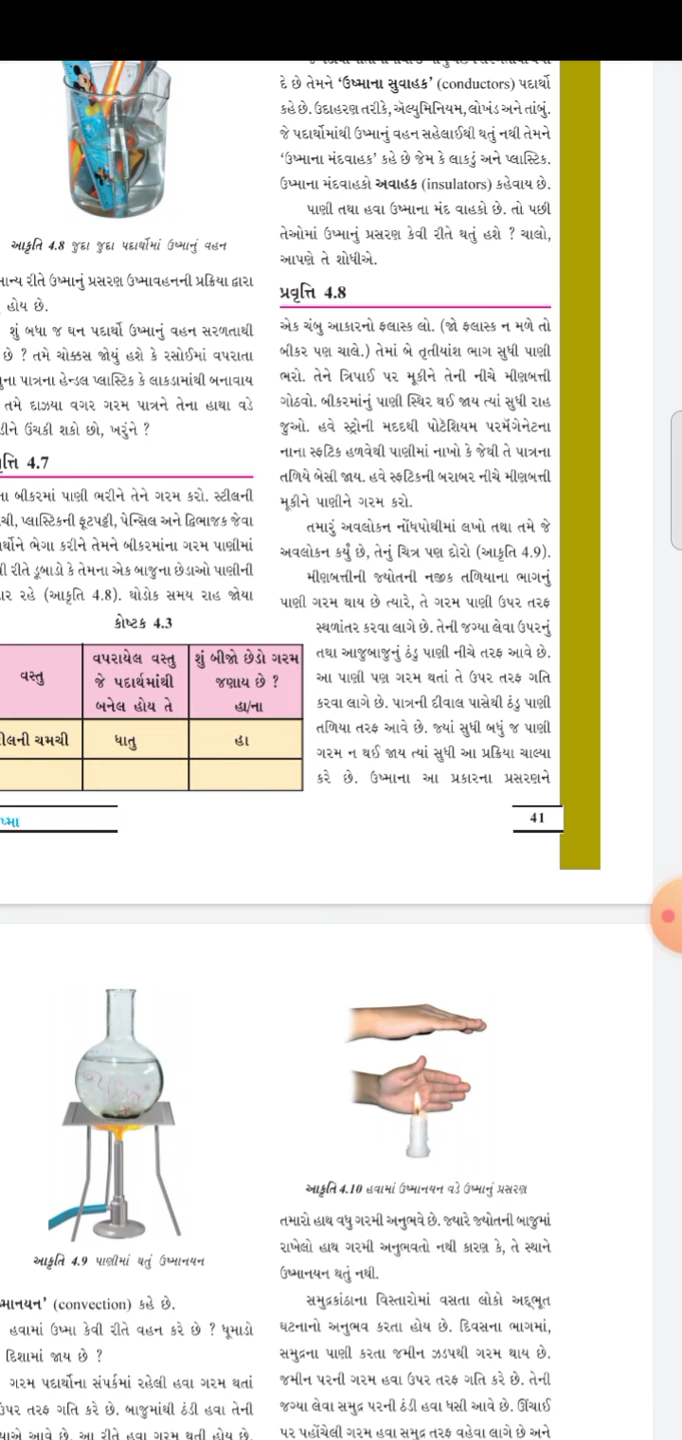 આકૃતિ 4.8 જુદા જુદા પદાર્થોમાં ઉષ્માનું વહન
રીતે ઉષ્માનું પ્રસરણ ઉષ્માવહનની પ્રક્રિયા દ્વારા
હોય છે.
શું બધા જ ઘન પદાર્થો ઉષ્માનું વહન સરળતાથી
છે ? તમે ચોક્કસ જોયું હશે કે રસોઈમાં વપરાતા
પાત્રના હેન્ડલ પ્લાસ્ટિક કે લાકડામાંથી બનાવાય
તમે દાઝયા વગર ગરમ પાત્રને તેના હાથા વડે
ઉંચકી શકો છો, ખરુંને ?
4.7
બીકરમાં પાણી ભરીને તેને ગરમ કરો. સ્ટીલની
પ્લાસ્ટિકની ફૂટપટ્ટી, પેન્સિલ અને દ્વિભાજક જેવા
ભેગા કરીને તેમને બીકરમાંના ગરમ પાણીમાં
રીતે ડૂબાડો કે તેમના એક બાજુના છેડાઓ પાણીની
રહે (આકૃતિ 4.8). થોડોક સમય રાહ જોયા
કોષ્ટક 4.3
વસ્તુ
વપરાયેલ વસ્તુ
જે પદાર્થમાંથી
બનેલ હોય તે
શું બીજો છેડો ગરમ
જણાય છે ?
હા/ના
ચમચી
ધાતુ
હા
દે છે તેમને ‘ઉષ્માના સુવાહક’ (conductors) પદાર્થો
કહે છે. ઉદાહરણ તરીકે, ઍલ્યુમિનિયમ, લોખંડ અને તાંબું.
જે પદાર્થોમાંથી ઉષ્માનું વહન સહેલાઈથી થતું નથી તેમને
‘ઉષ્માના મંદવાહક’ કહે છે જેમ કે લાકડું અને પ્લાસ્ટિક.
ઉષ્માના મંદવાહકો અવાહક (insulators) કહેવાય છે.
પાણી તથા હવા ઉષ્માના મંદ વાહકો છે. તો પછી
તેઓમાં ઉષ્માનું પ્રસરણ કેવી રીતે થતું હશે ? ચાલો,
આપણે તે શોધીએ.
પ્રવૃત્તિ 4.8
એક ચંબુ આકારનો ફ્લાસ્ક લો. (જો ફ્લાસ્ક ન મળે તો
બીકર પણ ચાલે.) તેમાં બે તૃતીયાંશ ભાગ સુધી પાણી
ભરો. તેને ત્રિપાઈ પર મૂકીને તેની નીચે મીણબત્તી
ગોઠવો. બીકરમાંનું પાણી સ્થિર થઈ જાય ત્યાં સુધી રાહ
જુઓ. હવે સ્ટ્રોની મદદથી પોટેશિયમ પરમેંગેનેટના
નાના સ્ફટિક હળવેથી પાણીમાં નાખો કે જેથી તે પાત્રના
તળિયે બેસી જાય. હવે સ્ફટિકની બરાબર નીચે મીણબત્તી
મૂકીને પાણીને ગરમ કરો.
તમારું અવલોકન નોંધપોથીમાં લખો તથા તમે જે
અવલોકન કર્યું છે, તેનું ચિત્ર પણ દોરો (આકૃતિ 4.9).
મીણબત્તીની જ્યોતની નજીક તળિયાના ભાગનું
પાણી ગરમ થાય છે ત્યારે, તે ગરમ પાણી ઉપર તરફ
સ્થળાંતર કરવા લાગે છે. તેની જગ્યા લેવા ઉપરનું
તથા આજુબાજુનું ઠંડુ પાણી નીચે તરફ આવે છે.
આ પાણી પણ ગરમ થતાં તે ઉપર તરફ ગતિ
કરવા લાગે છે. પાત્રની દીવાલ પાસેથી ઠંડુ પાણી
તળિયા તરફ આવે છે. જ્યાં સુધી બધું જ પાણી
ગરમ ન થઈ જાય ત્યાં સુધી આ પ્રક્રિયા ચાલ્યા
કરે છે. ઉષ્માના આ પ્રકારના પ્રસરણને
41
આકૃતિ 4.9 પાણીમાં થતું ઉષ્માનયન
(convection) કહે છે.
હવામાં ઉષ્મા કેવી રીતે વહન કરે છે ? ધૂમાડો
દિશામાં જાય છે ?
ગરમ પદાર્થોના સંપર્કમાં રહેલી હવા ગરમ થતાં
ઉપર તરફ ગતિ કરે છે. બાજુમાંથી ઠંડી હવા તેની
આવે છે. આ રીતે હવા ગરમ થતી હોય છે.
આકૃતિ 4.10 હવામાં ઉષ્માનયન વડે ઉષ્માનું પ્રસરણ
તમારો હાથ વધુ ગરમી અનુભવે છે. જ્યારે જ્યોતની બાજુમાં
રાખેલો હાથ ગરમી અનુભવતો નથી કારણ કે, તે સ્થાને
ઉષ્માનયન થતું નથી.
સમુદ્રકાંઠાના વિસ્તારોમાં વસતા લોકો અદ્ભૂત
ઘટનાનો અનુભવ કરતા હોય છે. દિવસના ભાગમાં,
સમુદ્રના પાણી કરતા જમીન ઝડપથી ગરમ થાય છે.
જમીન પરની ગરમ હવા ઉપર તરફ ગતિ કરે છે. તેની
જગ્યા લેવા સમુદ્ર પરની ઠંડી હવા ધસી આવે છે. ઊંચાઈ
પર પહોંચેલી ગરમ હવા સમુદ્ર તરફ વહેવા લાગે છે અને